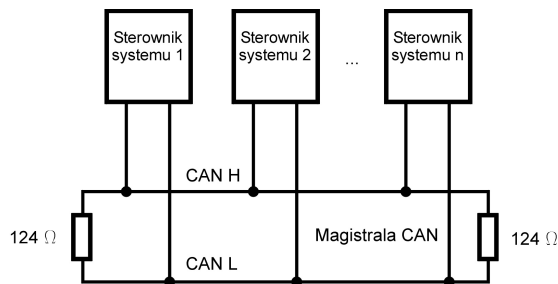 Sterownik
systemu 1
Sterownik
systemu 2
...
Sterownik
systemu n
CAN H
124 Ω
Magistrala CAN
124 Ω
CAN L